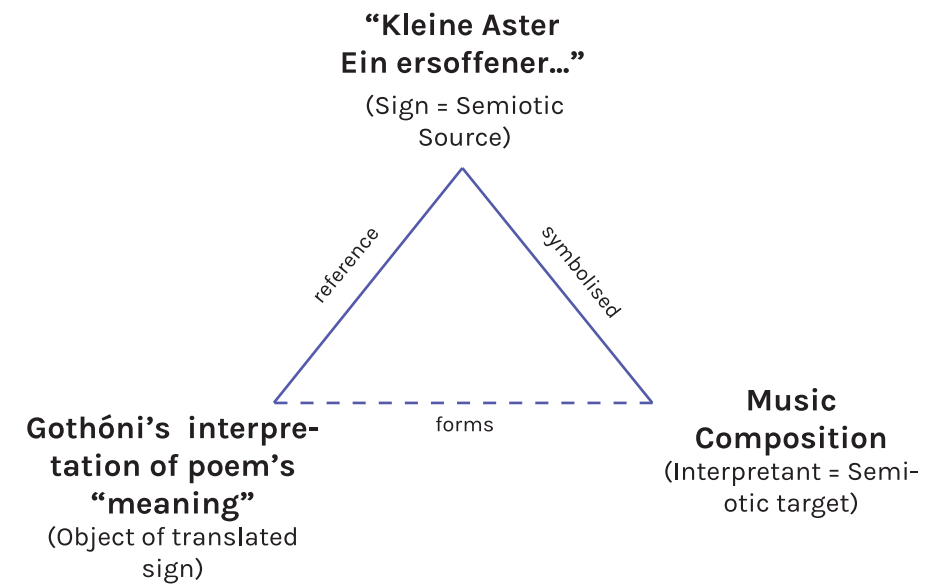 “Kleine Aster
Ein ersoffener...”
(Sign = Semiotic
Source)
reference
symbolised
forms
Gothóni’s interpre-
tation of poem’s
“meaning”
(Object of translated
sign)
Music
Composition
(Interpretant = Semi-
otic target)